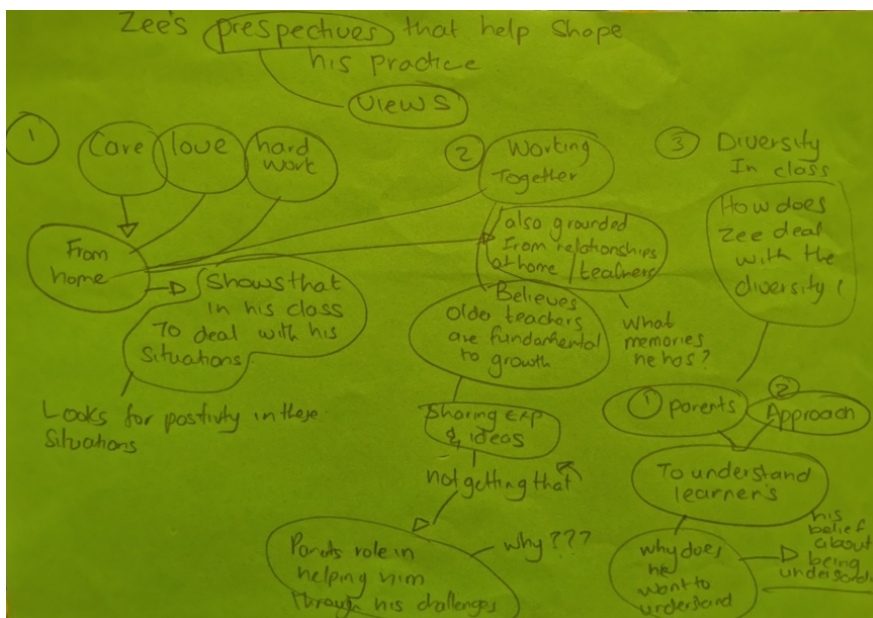 Zee's prespectives that help shape
his practice
views
1
Care love hard
work
From
home
Shows that
in his class
To deal with his
situations
Looks for postivity in these
situations
2
Working
Together
also grounded
From relationships
at home / teachers
Believes
older teachers
are fundamental
to growth
What
memories
he has?
Sharing exp
& ideas
not getting that
why???
Parents role in
helping him
through his challenges
3 Diversity
In class
How does
Zee deal
with the
diversity
1 parents
2
Approach
To understand
learner's
why does
he
want to
understand
his
belief
about
being